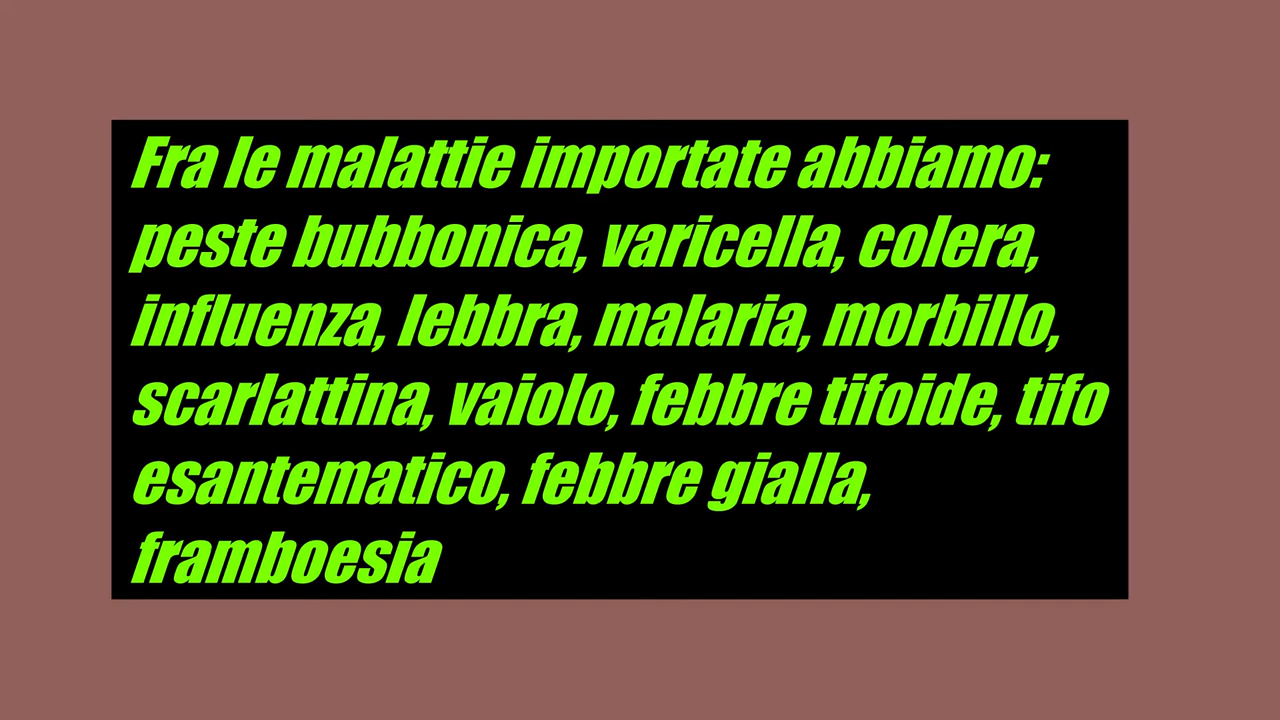 Fra le malattie importate abbiamo:
peste bubbonica, varicella, colera,
influenza, lebbra, malaria, morbillo,
scarlattina, vaiolo, febbre tifoide, tifo
esantematico, febbre gialla,
framboesia